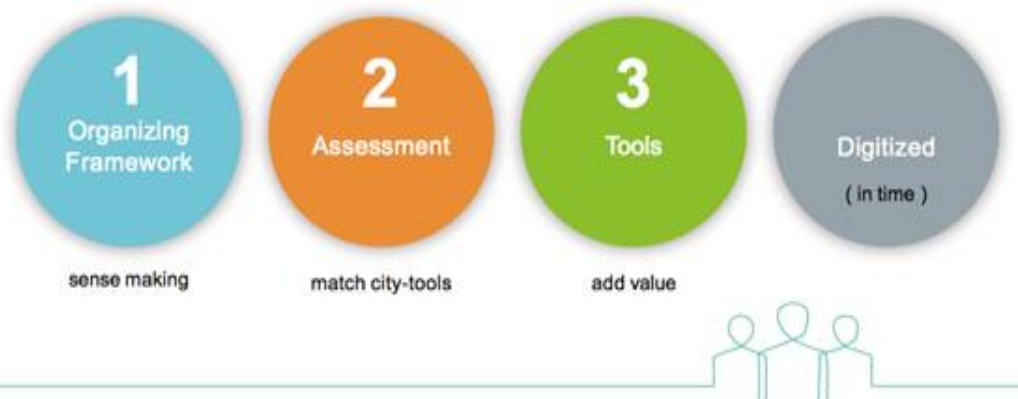 1
Organizing
Framework
sense making
2
Assessment
match city-tools
3
Tools
add value
Digitized
( in time )